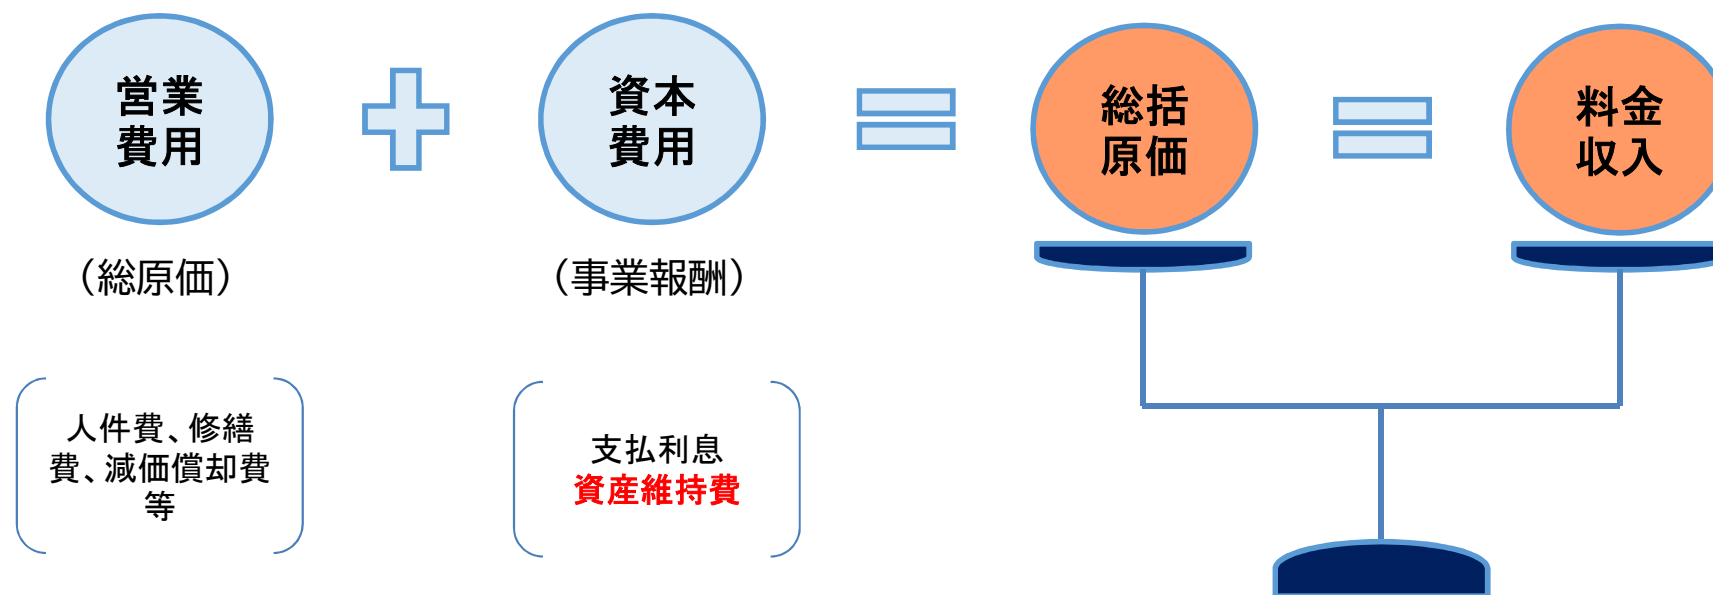 営業
費用
資本
費用
総括
原価
料金
収入
（総原価）
（事業報酬）
人件費、修繕
費、減価償却費
等
支払利息
資産維持費